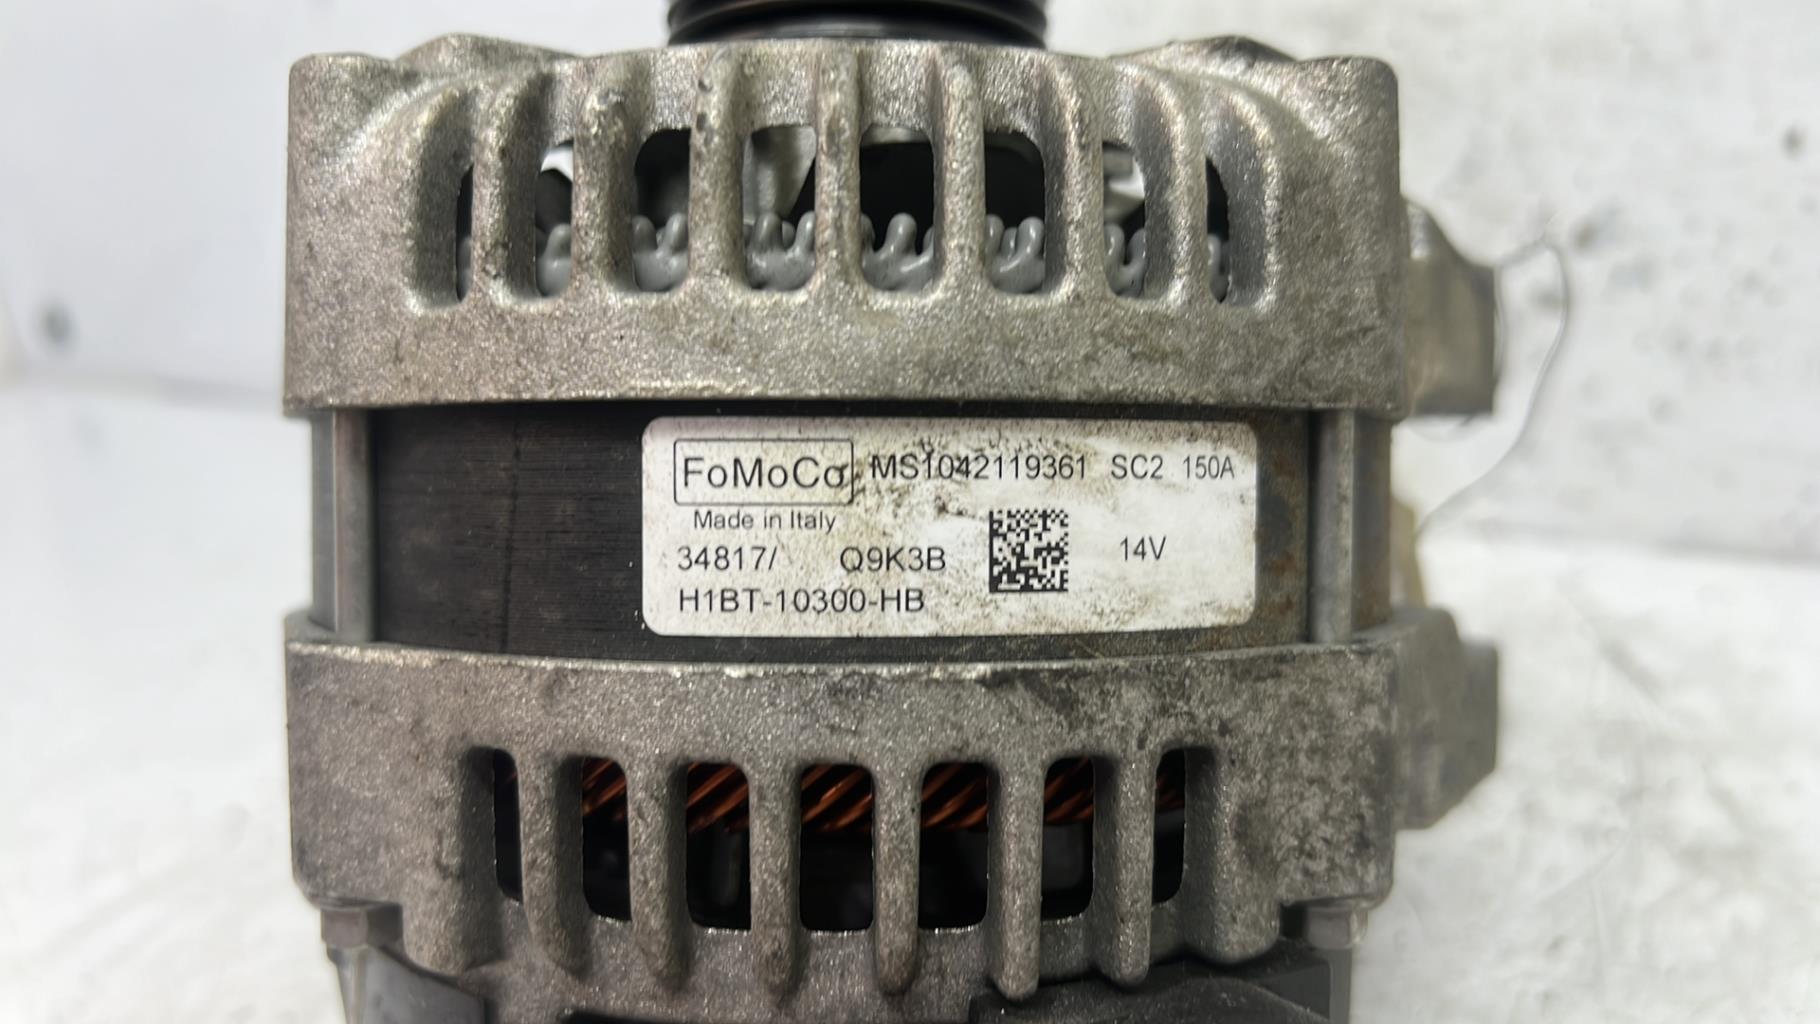 FoMoCo MS1042119361 SC2 150A
Made in Italy
34817/ Q9K3B 14V
H1BT-10300-HB